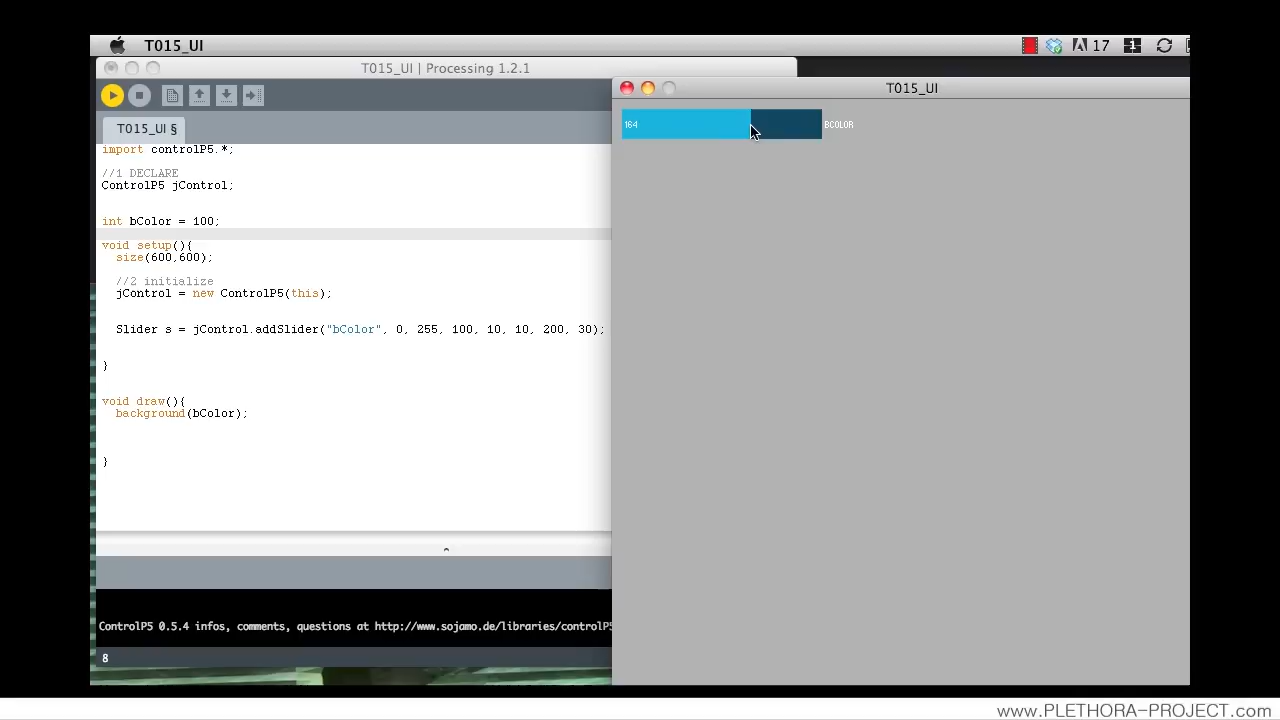 T015_UI
17
1
T015_UI | Processing 1.2.1
T015_UI §
import controlP5.*;
//1 DECLARE
ControlP5 jControl;
int bColor = 100;
void setup(){
size(600,600);
//2 initialize
jControl = new ControlP5(this);
Slider s = jControl.addSlider("bColor", 0, 255, 100, 10, 10, 200, 30);
}
void draw(){
background(bColor);
}
ControlP5 0.5.4 infos, comments, questions at http://www.sojamo.de/libraries/controlP5
8
T015_UI
164
BCOLOR
www.PLETHORA-PROJECT.com